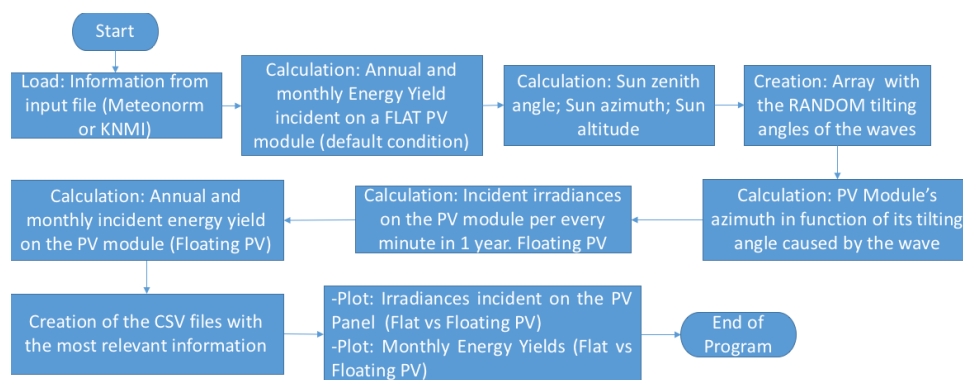 Start
Load: Information from
input file (Meteonorm
or KNMI)
Calculation: Annual and
monthly Energy Yield
incident on a FLAT PV
module (default condition)
Calculation: Sun zenith
angle; Sun azimuth; Sun
altitude
Creation: Array with
the RANDOM tilting
angles of the waves
Calculation: PV Module's
azimuth in function of its tilting
angle caused by the wave
Calculation: Incident irradiances
on the PV module per every
minute in 1 year. Floating PV
Calculation: Annual and
monthly incident energy yield
on the PV module (Floating
PV)
Creation of the CSV files with
the most relevant information
-Plot: Irradiances incident on the PV
Panel (Flat vs Floating PV)
-Plot: Monthly Energy Yields (Flat vs
Floating PV)
End of
Program